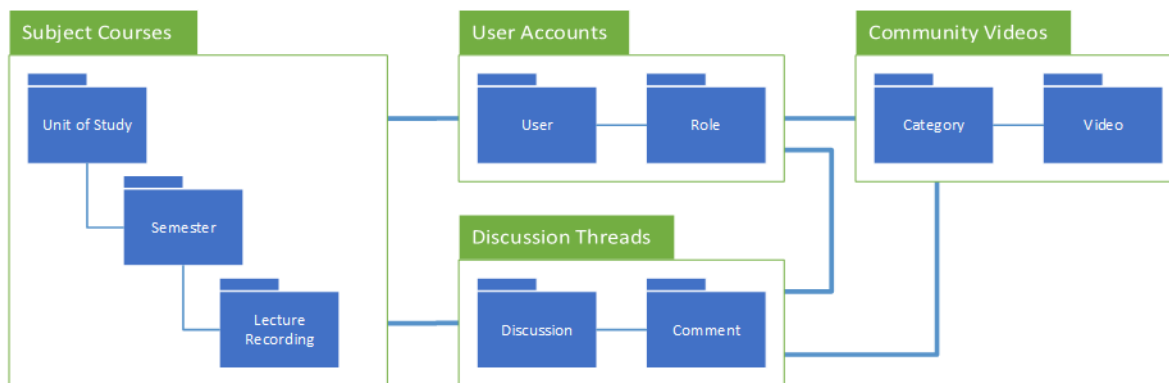 Subject Courses
Unit of Study
Semester
Lecture
Recording
User Accounts
User
Role
Discussion Threads
Discussion
Comment
Community Videos
Category
Video